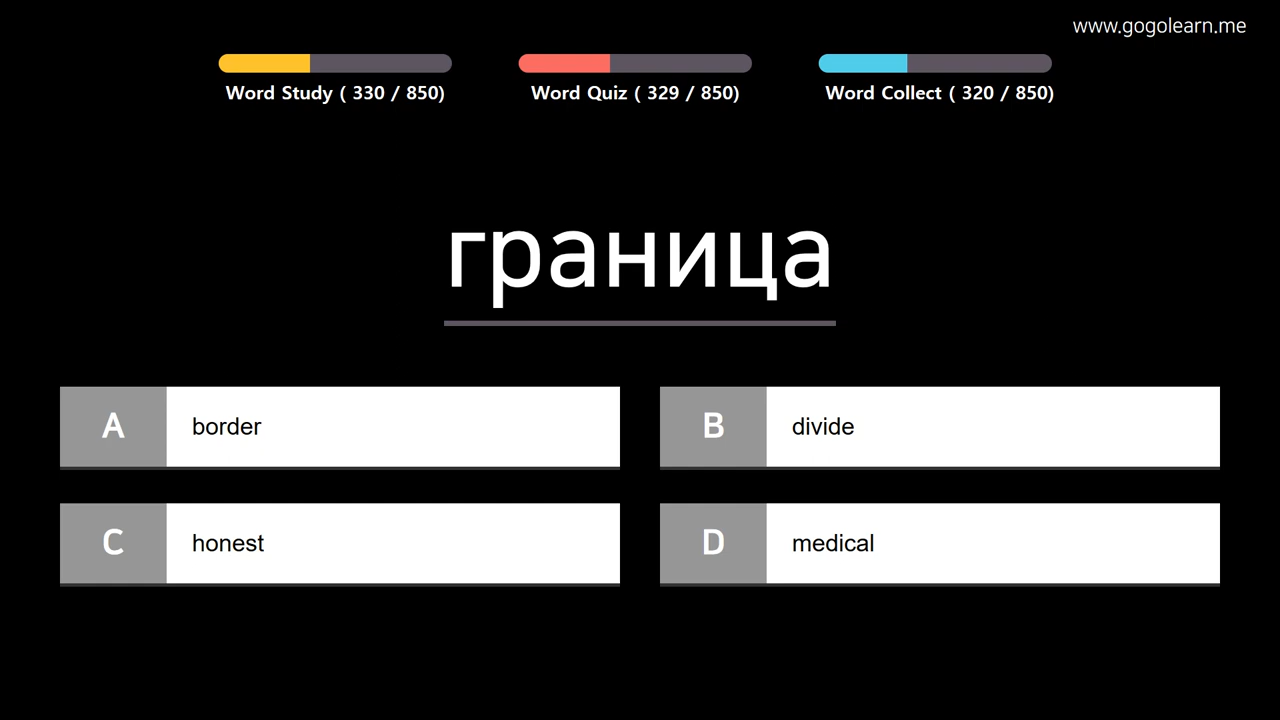 www.gogolearn.me
Word Study ( 330 / 850)
Word Quiz ( 329 / 850)
Word Collect ( 320 / 850)
граница
A border
B divide
C honest
D medical